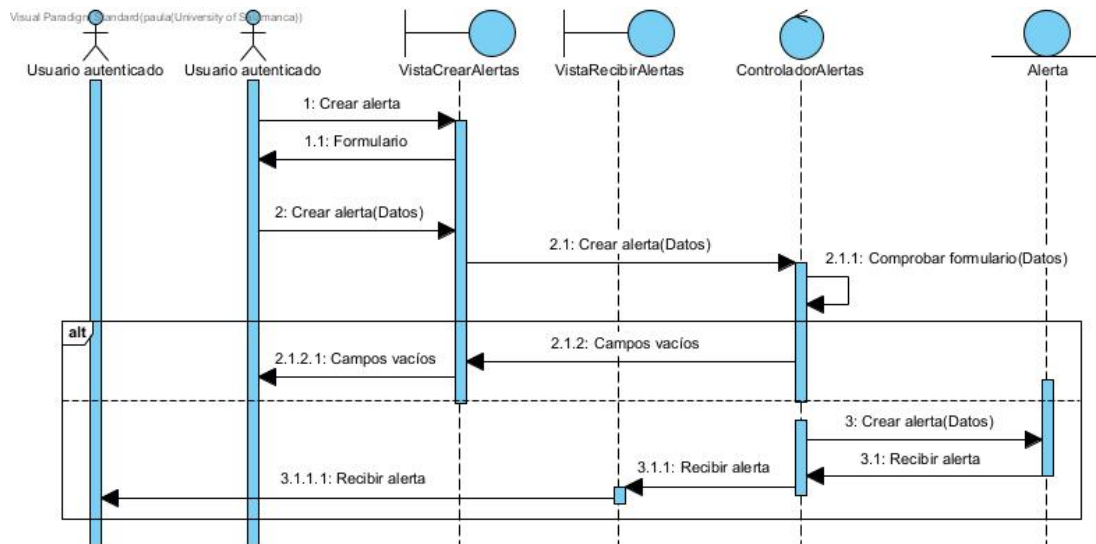 Visual Paradigm Standard(paula(University of Salamanca))
Usuario autenticado
Usuario autenticado
VistaCrearAlertas
VistaRecibirAlertas
ControladorAlertas
Alerta
1: Crear alerta
1.1: Formulario
2: Crear alerta(Datos)
2.1: Crear alerta(Datos)
2.1.1: Comprobar formulario(Datos)
alt
2.1.2: Campos vacíos
2.1.2.1: Campos vacíos
3: Crear alerta(Datos)
3.1: Recibir alerta
3.1.1: Recibir alerta
3.1.1.1: Recibir alerta